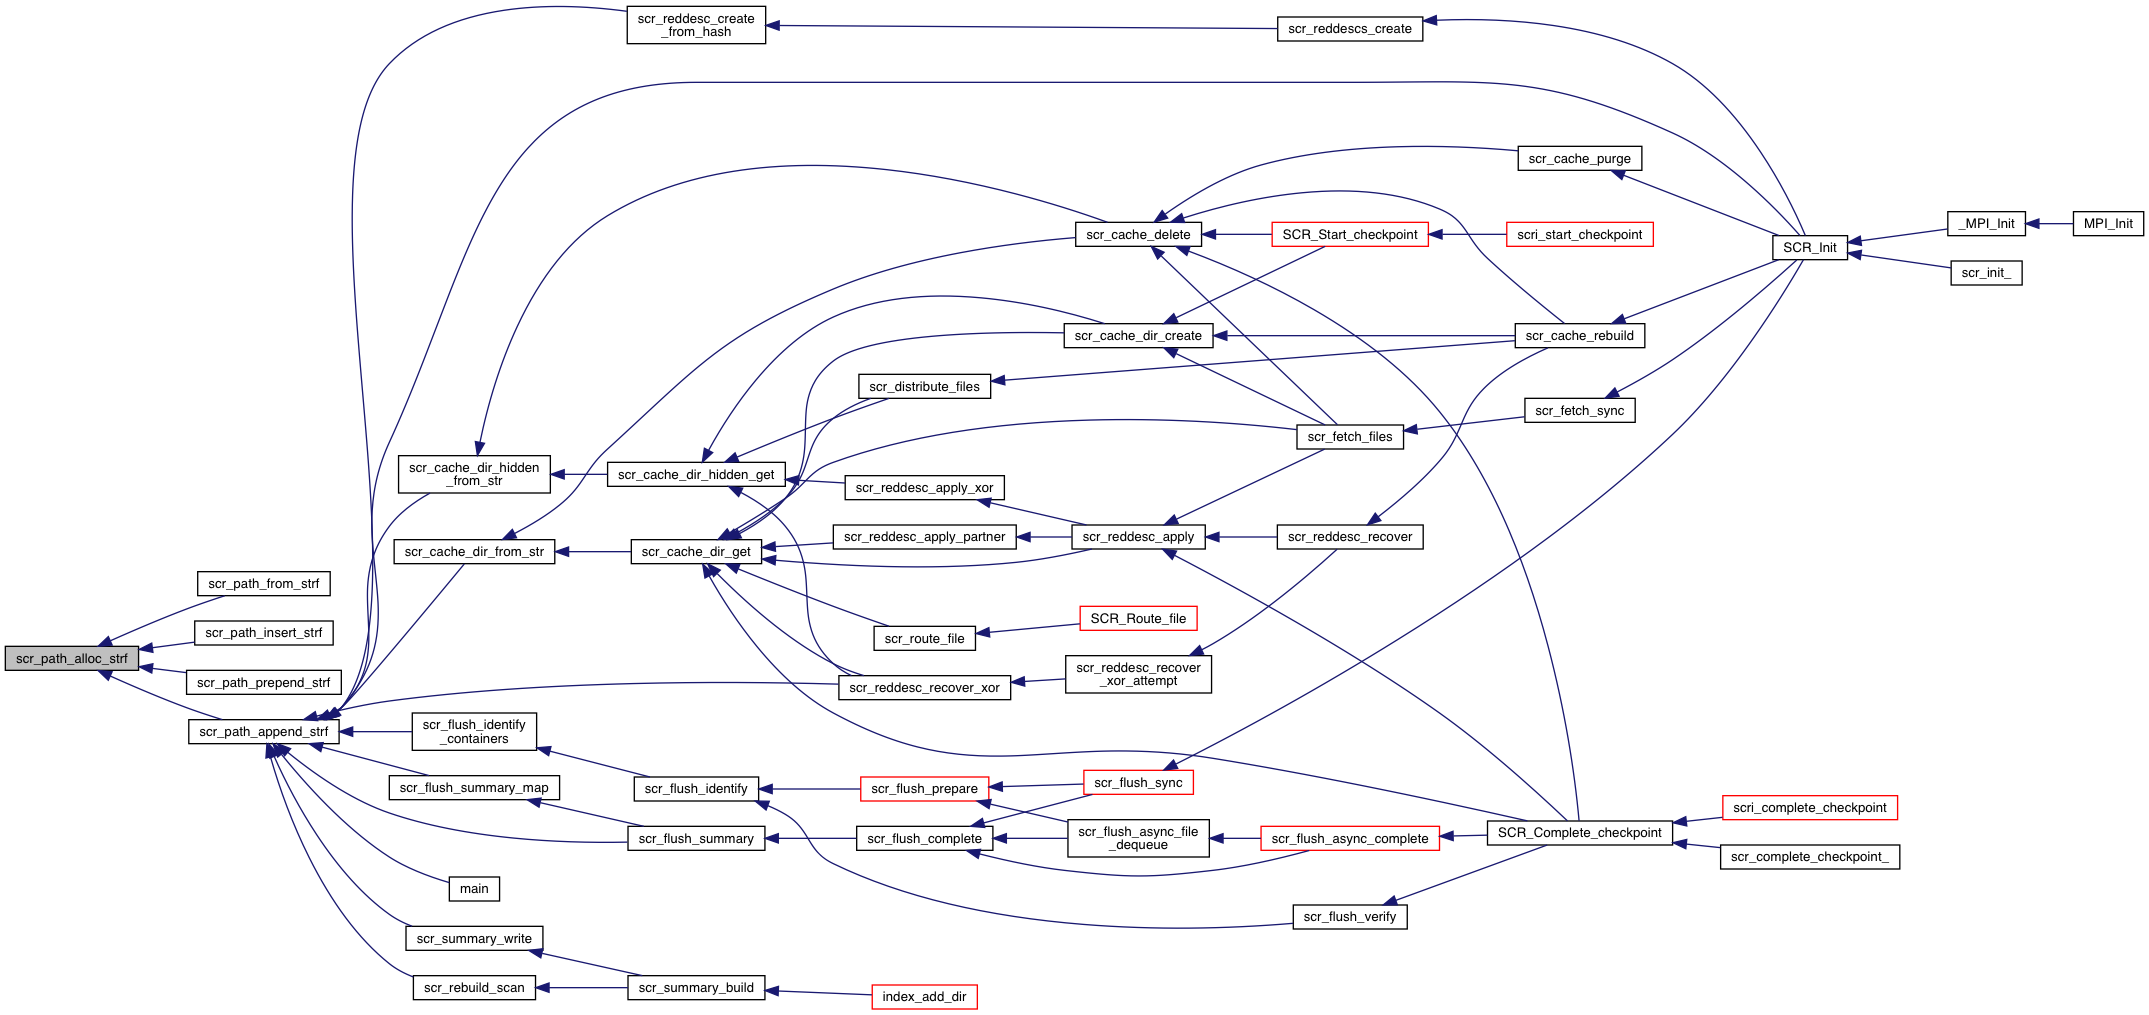 scr_reddesc_create
_from_hash
scr_reddescs_create
scr_cache_purge
scr_cache_delete
SCR_Start_checkpoint
scri_start_checkpoint
SCR_Init
_MPI_Init
MPI_Init
scr_init_
scr_cache_dir_create
scr_cache_rebuild
scr_distribute_files
scr_fetch_sync
scr_fetch_files
scr_cache_dir_hidden
_from_str
scr_cache_dir_hidden_get
scr_reddesc_apply_xor
scr_cache_dir_from_str
scr_cache_dir_get
scr_reddesc_apply_partner
scr_reddesc_apply
scr_reddesc_recover
scr_path_from_strf
scr_path_insert_strf
scr_path_alloc_strf
scr_path_prepend_strf
scr_route_file
SCR_Route_file
scr_reddesc_recover
_xor_attempt
scr_reddesc_recover_xor
scr_path_append_strf
scr_flush_identify
_containers
scr_flush_summary_map
scr_flush_identify
scr_flush_prepare
scr_flush_sync
scr_flush_summary
scr_flush_complete
scr_flush_async_file
_dequeue
scr_flush_async_complete
SCR_Complete_checkpoint
scri_complete_checkpoint
scr_complete_checkpoint_
main
scr_flush_verify
scr_summary_write
scr_rebuild_scan
scr_summary_build
index_add_dir